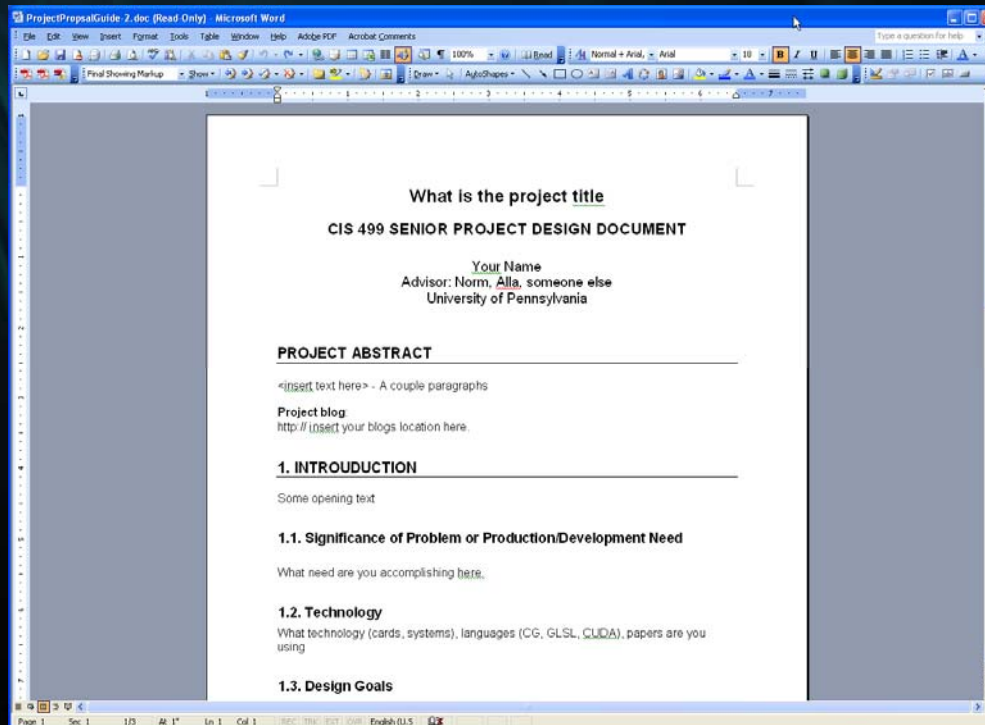 ProjectPropsalGuide-2.doc (Read-Only) - Microsoft Word
File Edit View Insert Format Tools Table Window Help Adobe PDF Acrobat Comments
Type a question for help
100% Read Normal + Arial, Arial 10 B I U
Final Showing Markup Show Draw AutoShapes
What is the project title
CIS 499 SENIOR PROJECT DESIGN DOCUMENT
Your Name
Advisor: Norm, Alla, someone else
University of Pennsylvania
PROJECT ABSTRACT
<insert text here> - A couple paragraphs
Project blog:
http:// insert your blogs location here.
1. INTROUDUCTION
Some opening text
1.1. Significance of Problem or Production/Development Need
What need are you accomplishing here.
1.2. Technology
What technology (cards, systems), languages (CG, GLSL, CUDA), papers are you
using
1.3. Design Goals
Page 1 Sec 1 1/3 At 1" Ln 1 Col 1 REC TRK EXT OVR English (U.S